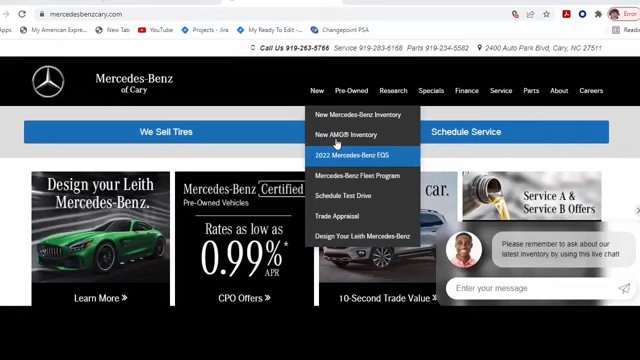 mercedesbenzcary.com
Error
Apps
My American Expre...
New Tab
YouTube
Projects - Jira
My Ready To Edit -...
Changepoint PSA
Call Us 919-263-5766 Service 919-283-6168 Parts 919-234-5582 2400 Auto Park Blvd, Cary, NC 27511
Mercedes-Benz
of Cary
New Pre-Owned Research Specials Finance Service Parts About Careers
New Mercedes-Benz Inventory
New AMG® Inventory
2022 Mercedes-Benz EQS
Mercedes-Benz Fleet Program
Schedule Test Drive
Trade Appraisal
Design Your Leith Mercedes-Benz
We Sell Tires
Schedule Service
Design your Leith
Mercedes-Benz.
Learn More »
Mercedes-Benz Certified
Pre-Owned Vehicles
Rates as low as
0.99%*
APR
CPO Offers »
car.
10-Second Trade Value »
Service A &
Service B Offers
Please remember to ask about our
latest inventory by using this live chat!
Enter your message